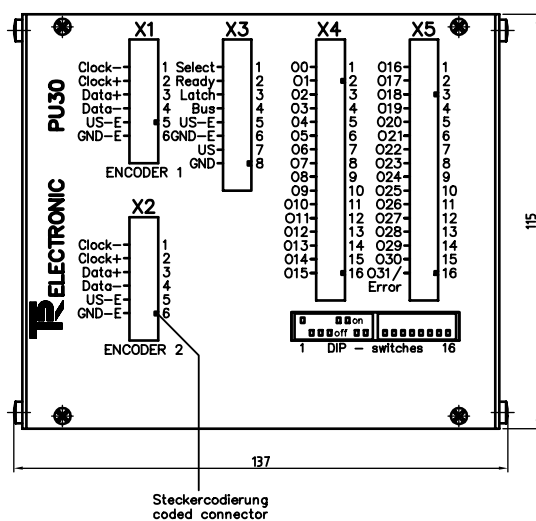 PU30
TR ELECTRONIC
X1
Clock- 1
Clock+ 2
Data+ 3
Data- 4
US-E 5
GND-E 6
ENCODER 1
X2
Clock- 1
Clock+ 2
Data+ 3
Data- 4
US-E 5
GND-E 6
ENCODER 2
X3
Select 1
Ready 2
Latch 3
Bus 4
US-E 5
GND-E 6
US 7
GND 8
X4
O0 1
O1 2
O2 3
O3 4
O4 5
O5 6
O6 7
O7 8
O8 9
O9 10
O10 11
O11 12
O12 13
O13 14
O14 15
O15 16
X5
O16 1
O17 2
O18 3
O19 4
O20 5
O21 6
O22 7
O23 8
O24 9
O25 10
O26 11
O27 12
O28 13
O29 14
O30 15
O31/ 16
Error
on
off
1 DIP - switches 16
115
137
Steckercodierung
coded connector